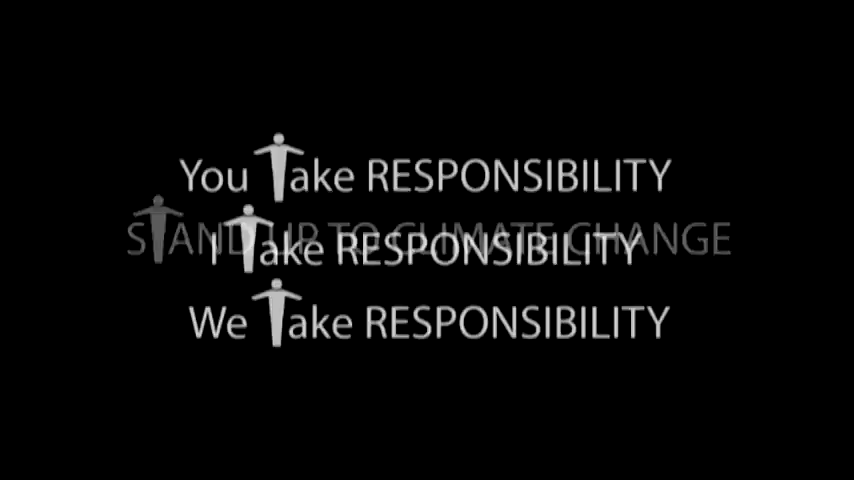 You Take RESPONSIBILITY
STAND UP TO CLIMATE CHANGE
I Take RESPONSIBILITY
We Take RESPONSIBILITY